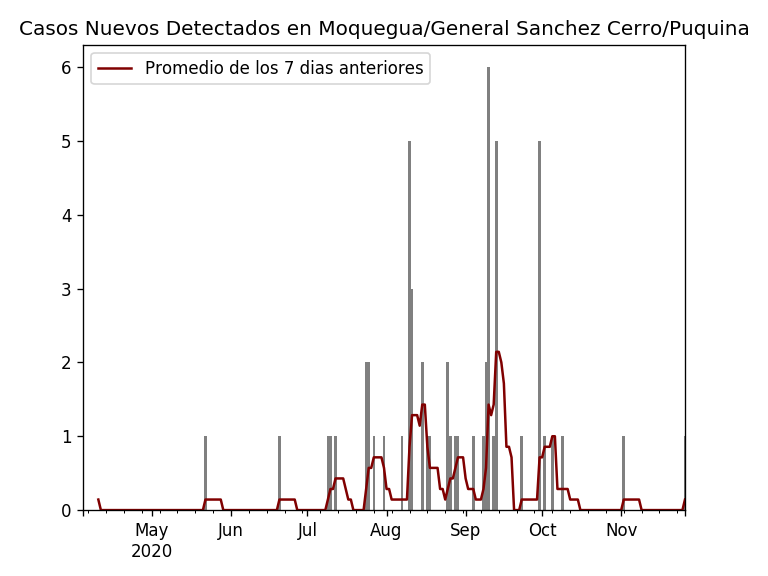 Casos Nuevos Detectados en Moquegua/General Sanchez Cerro/Puquina
Promedio de los 7 dias anteriores
6
5
4
3
2
1
0
May Jun Jul Aug Sep Oct Nov
2020